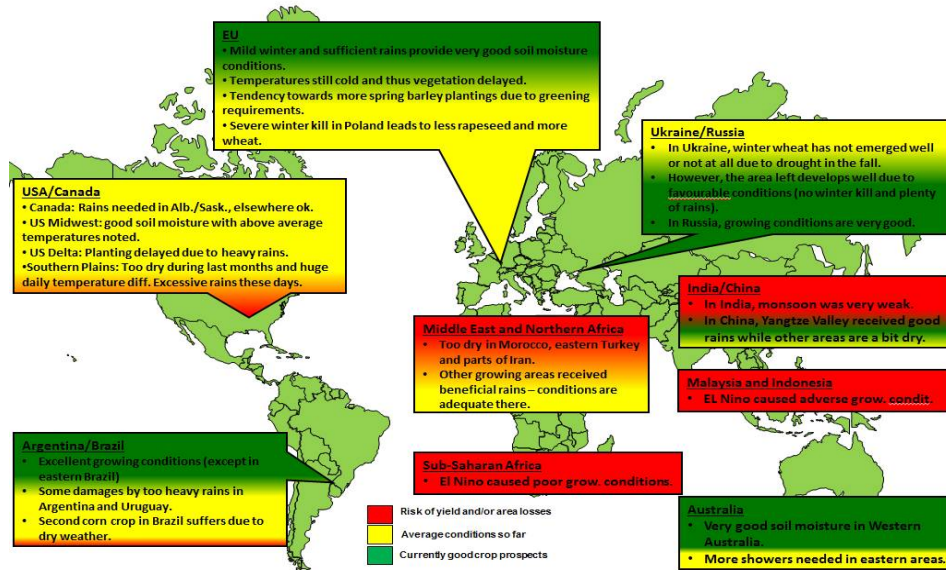 EU
• Mild winter and sufficient rains provide very good soil moisture
conditions.
• Temperatures still cold and thus vegetation delayed.
• Tendency towards more spring barley plantings due to greening
requirements.
• Severe winter kill in Poland leads to less rapeseed and more
wheat.
Ukraine/Russia
• In Ukraine, winter wheat has not emerged well
or not at all due to drought in the fall.
• However, the area left develops well due to
favourable conditions (no winter kill and plenty
of rains).
• In Russia, growing conditions are very good.
USA/Canada
• Canada: Rains needed in Alb./Sask., elsewhere ok.
• US Midwest: good soil moisture with above average
temperatures noted.
• US Delta: Planting delayed due to heavy rains.
•Southern Plains: Too dry during last months and huge
daily temperature diff. Excessive rains these days.
India/China
• In India, monsoon was very weak.
• In China, Yangtze Valley received good
rains while other areas are a bit dry.
Middle East and Northern Africa
• Too dry in Morocco, eastern Turkey
and parts of Iran.
• Other growing areas received
beneficial rains – conditions are
adequate there.
Malaysia and Indonesia
• EL Nino caused adverse grow. condit.
Argentina/Brazil
• Excellent growing conditions (except in
eastern Brazil)
• Some damages by too heavy rains in
Argentina and Uruguay.
• Second corn crop in Brazil suffers due to
dry weather.
Sub-Saharan Africa
• El Nino caused poor grow. conditions.
Risk of yield and/or area losses
Average conditions so far
Currently good crop prospects
Australia
• Very good soil moisture in Western
Australia.
• More showers needed in eastern areas.